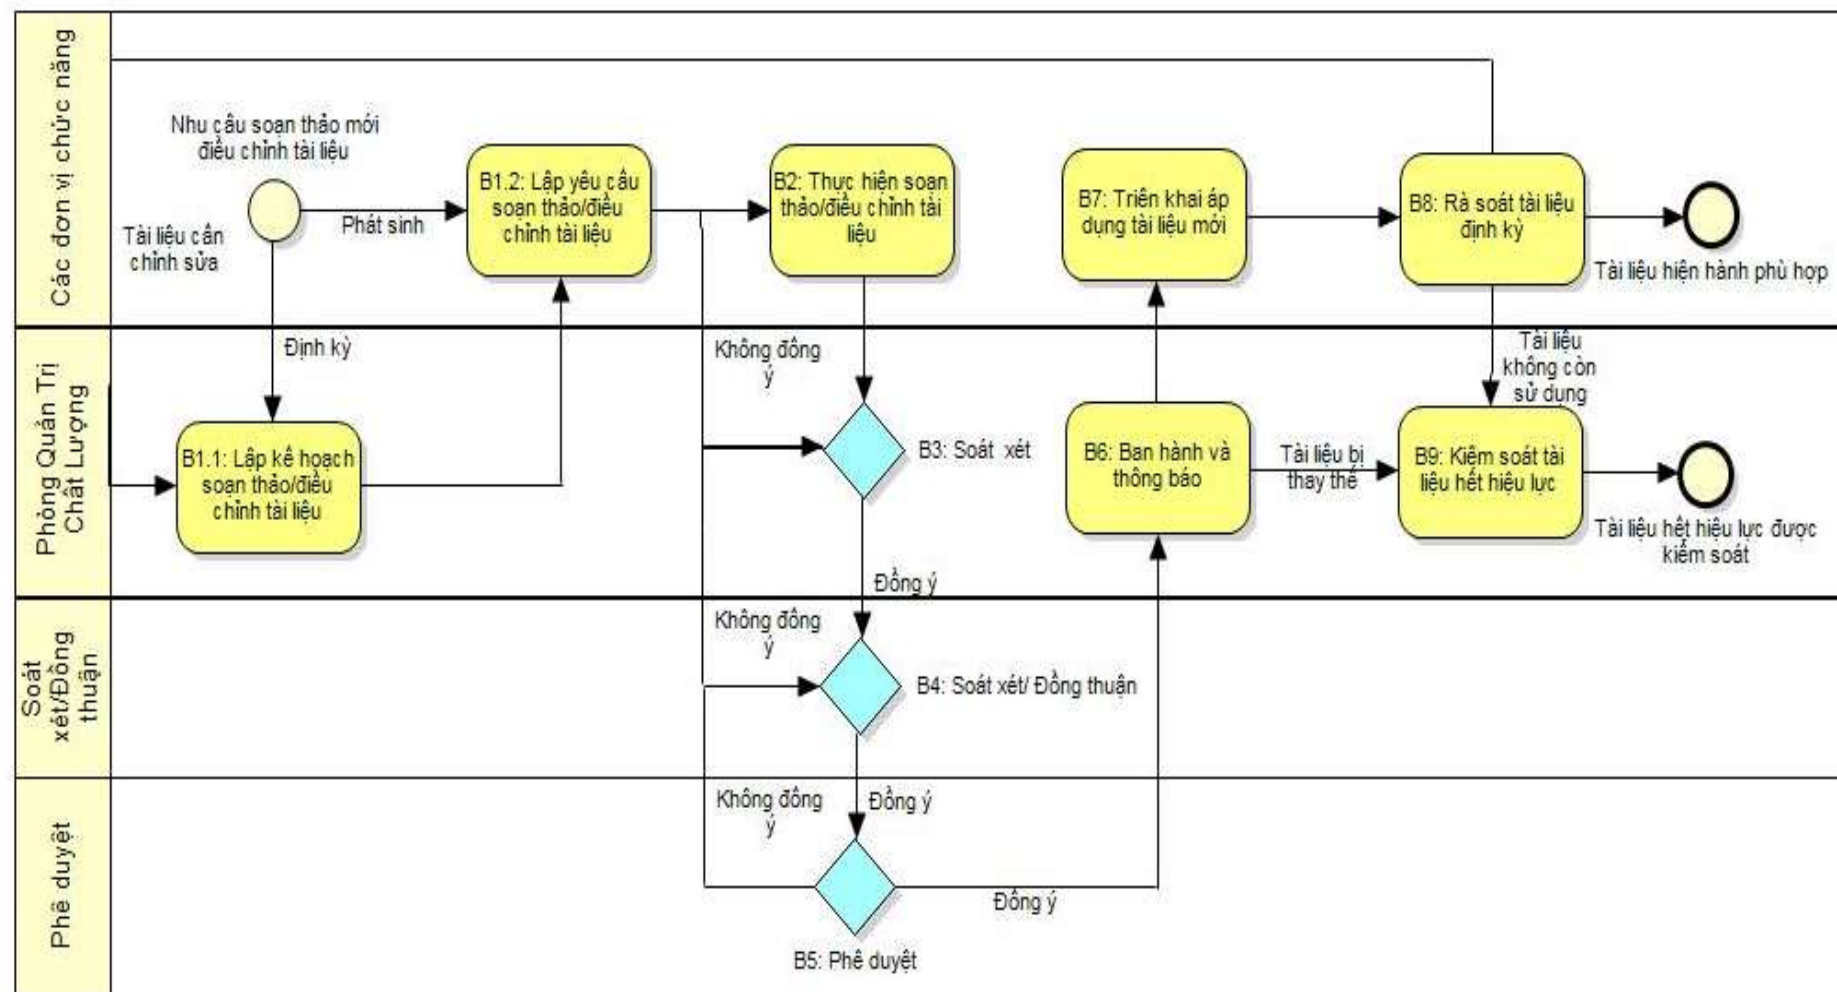 Các đơn vị chức năng
Nhu cầu soạn thảo mới
điều chỉnh tài liệu
Tài liệu cần
chỉnh sửa
Phát sinh
B1.2: Lập yêu cầu
soạn thảo/điều
chỉnh tài liệu
B2: Thực hiện soạn
thảo/điều chỉnh tài
liệu
B7: Triển khai áp
dụng tài liệu mới
B8: Rà soát tài liệu
định kỳ
Tài liệu hiện hành phù hợp
Phòng Quản Trị
Chất Lượng
Định kỳ
B1.1: Lập kế hoạch
soạn thảo/điều
chỉnh tài liệu
Không đồng
ý
B3: Soát xét
Đồng ý
B6: Ban hành và
thông báo
Tài liệu bị
thay thế
Tài liệu
không còn
sử dụng
B9: Kiểm soát tài
liệu hết hiệu lực
Tài liệu hết hiệu lực được
kiểm soát
Soát
xét/Đồng
thuận
Không đồng
ý
B4: Soát xét/ Đồng thuận
Phê duyệt
Không đồng
ý
Đồng ý
Đồng ý
B5: Phê duyệt